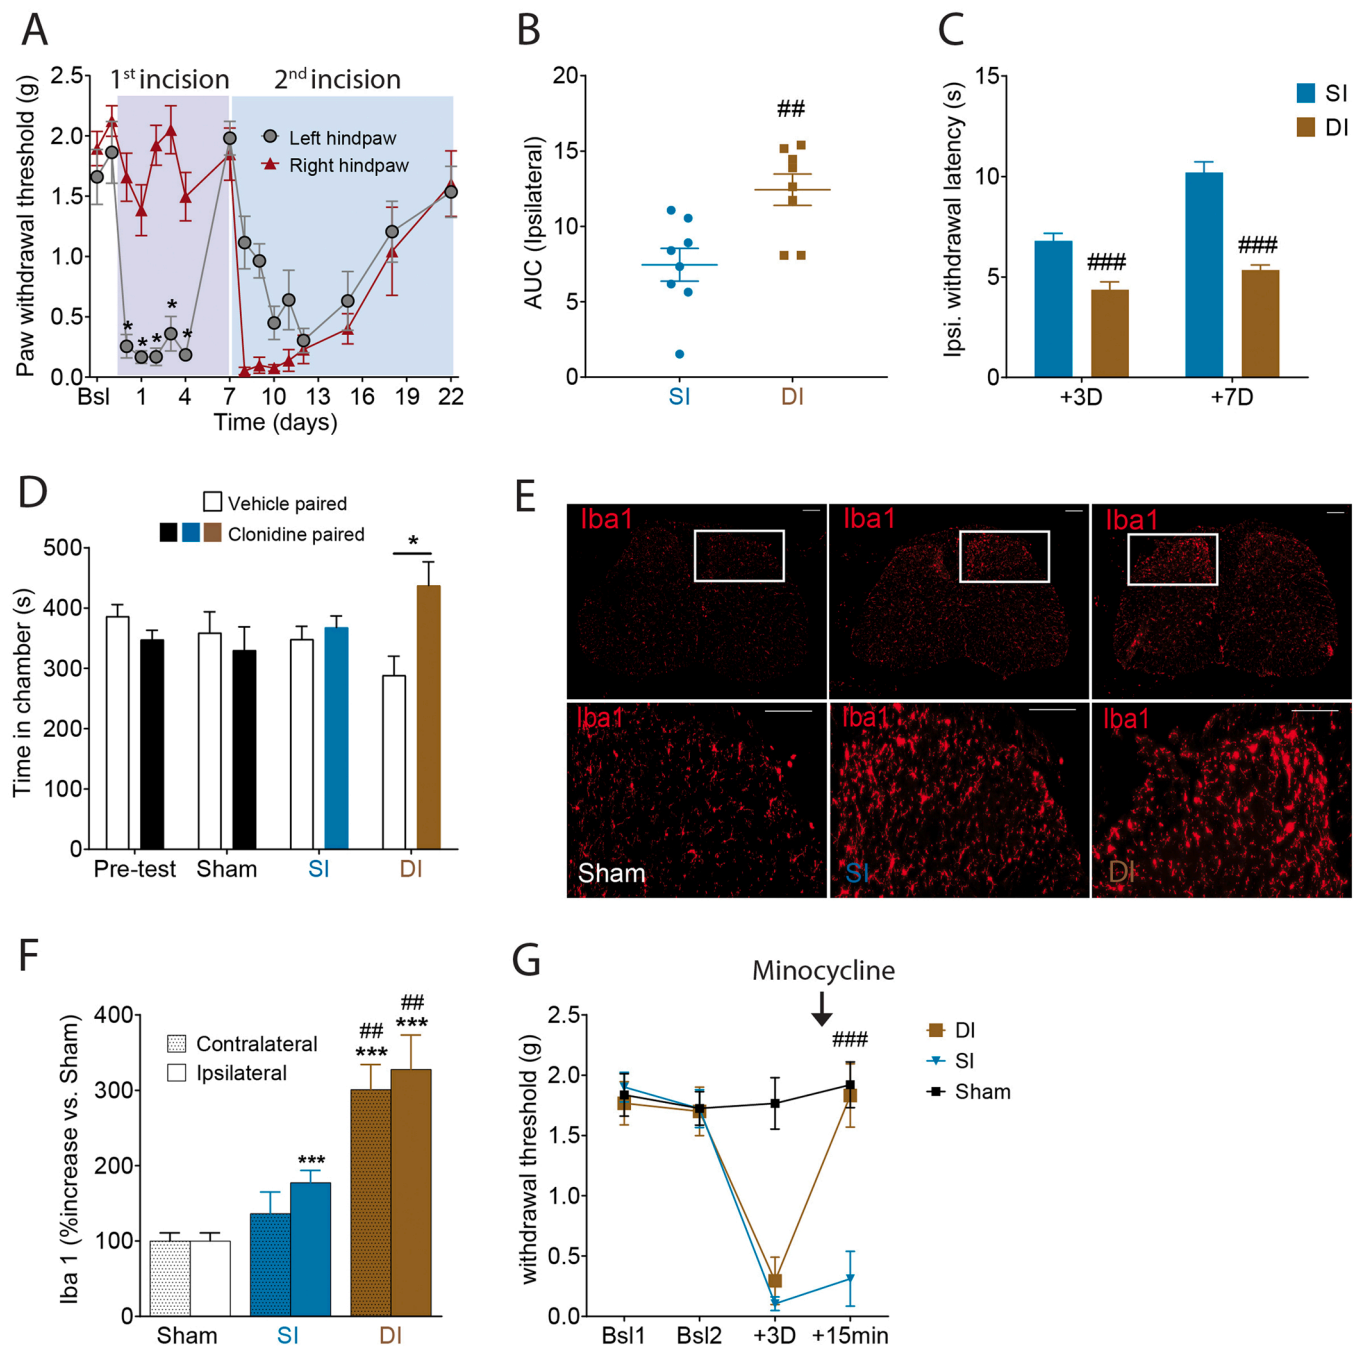 A
1st incision
2nd incision
Left hindpaw
Right hindpaw
Paw withdrawal threshold (g)
2.5
2.0
1.5
1.0
0.5
0.0
* * * * *
Bsl 1 4 7 10 13 16 19 22
Time (days)
B
AUC (Ipsilateral)
20
15
10
5
0
##
SI DI
C
Ipsi. withdrawal latency (s)
15
10
5
0
SI
DI
### ###
+3D +7D
D
Vehicle paired
Clonidine paired
Time in chamber (s)
500
400
300
200
100
0
*
Pre-test Sham SI DI
E
Iba1 Iba1 Iba1
Iba1 Iba1 Iba1
Sham SI DI
F
Iba 1 (%increase vs. Sham)
400
300
200
100
0
Contralateral
Ipsilateral
***
## ##
*** ***
Sham SI DI
G
Minocycline
withdrawal threshold (g)
2.5
2.0
1.5
1.0
0.5
0.0
###
DI
SI
Sham
Bsl1 Bsl2 +3D +15min